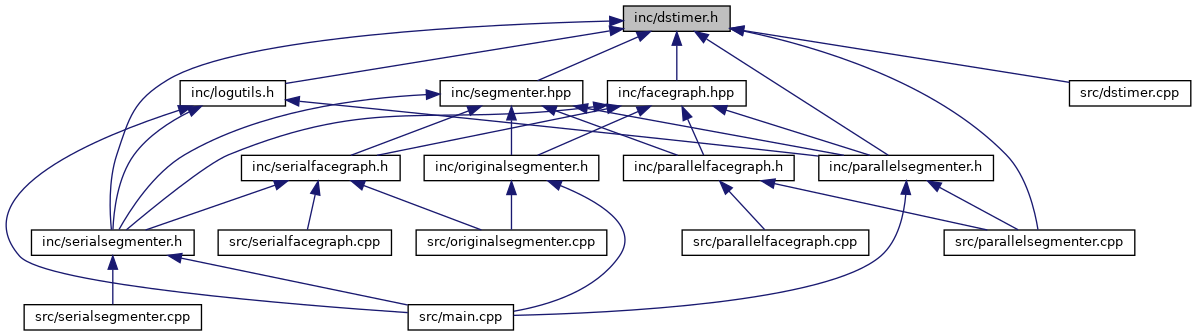 inc/dstimer.h
inc/logutils.h
inc/segmenter.hpp
inc/facegraph.hpp
src/dstimer.cpp
inc/serialfacegraph.h
inc/originalsegmenter.h
inc/parallelfacegraph.h
inc/parallelsegmenter.h
inc/serialsegmenter.h
src/serialfacegraph.cpp
src/originalsegmenter.cpp
src/parallelfacegraph.cpp
src/parallelsegmenter.cpp
src/serialsegmenter.cpp
src/main.cpp